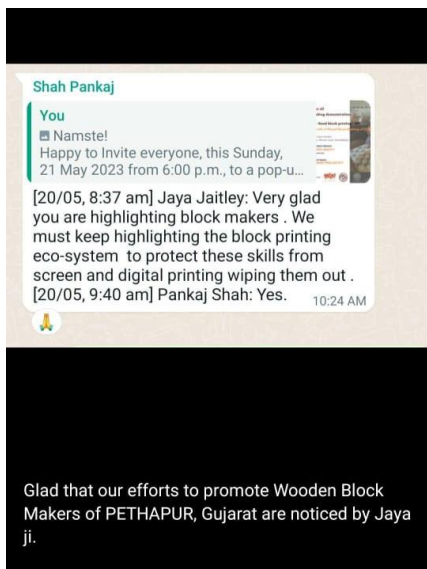 Shah Pankaj
You
Namste!
Happy to Invite everyone, this Sunday,
21 May 2023 from 6:00 p.m., to a pop-u...
[20/05, 8:37 am] Jaya Jaitley: Very glad
you are highlighting block makers . We
must keep highlighting the block printing
eco-system to protect these skills from
screen and digital printing wiping them out .
[20/05, 9:40 am] Pankaj Shah: Yes.
10:24 AM
Glad that our efforts to promote Wooden Block
Makers of PETHAPUR, Gujarat are noticed by Jaya
ji.